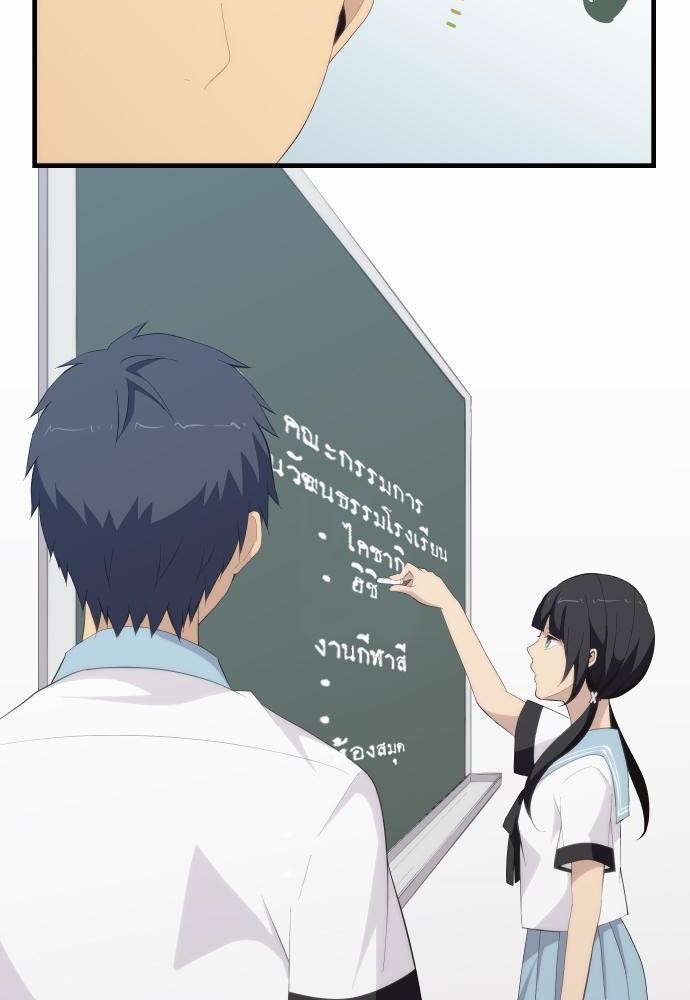 คณะกรรมการ
นวัฒนธรรมโรงเรียน
· ไคซากิ
· ฮิชิ
งานกีฬาสี
·
·
ห้องสมุด